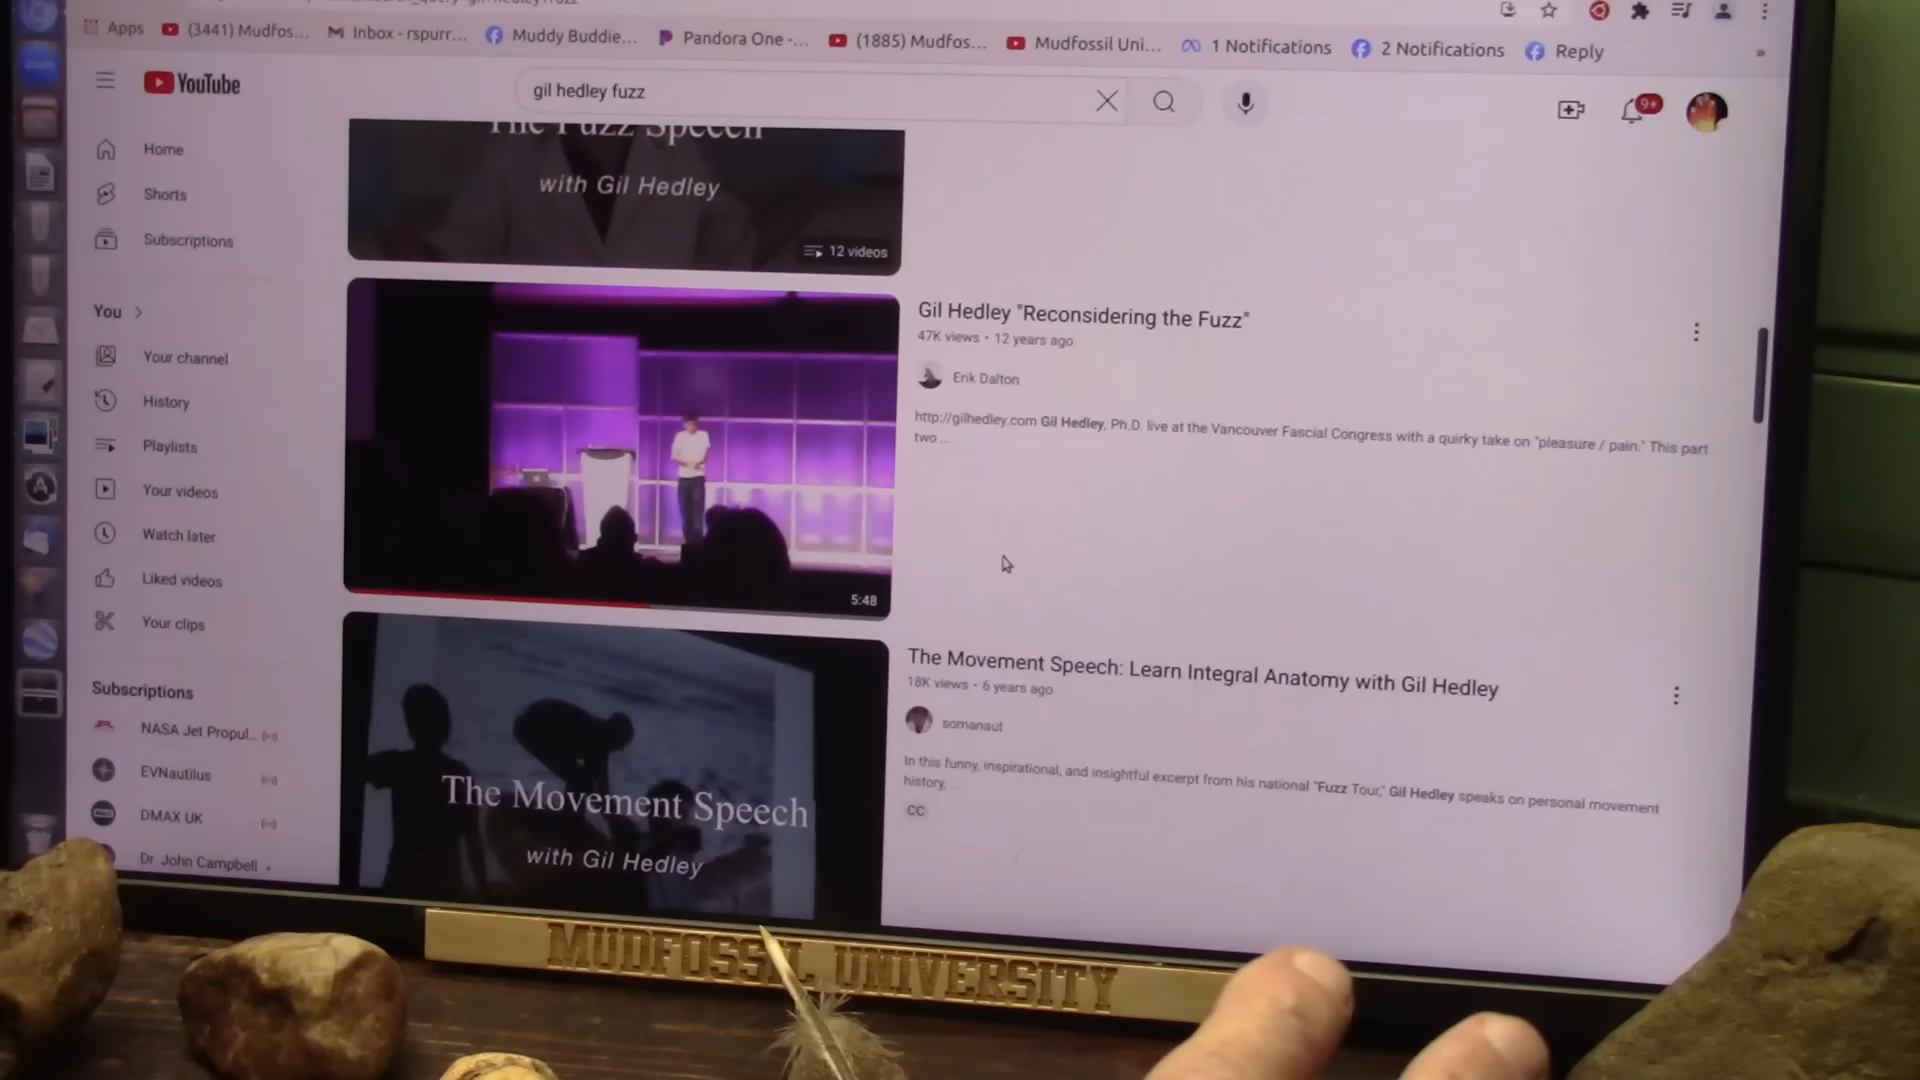 Apps
(3441) Mudfos...
Inbox - rspurr...
Muddy Buddie...
Pandora One -...
(1885) Mudfos...
Mudfossil Uni...
1 Notifications
2 Notifications
Reply
»
YouTube
gil hedley fuzz
9+
Home
Shorts
Subscriptions
You
Your channel
History
Playlists
Your videos
Watch later
Liked videos
Your clips
Subscriptions
NASA Jet Propul...
EVNautilus
DMAX UK
Dr. John Campbell
The Fuzz Speech
with Gil Hedley
12 videos
5:48
Gil Hedley "Reconsidering the Fuzz"
47K views • 12 years ago
Erik Dalton
http://gilhedley.com Gil Hedley, Ph.D. live at the Vancouver Fascial Congress with a quirky take on "pleasure / pain." This part
two ...
The Movement Speech
with Gil Hedley
The Movement Speech: Learn Integral Anatomy with Gil Hedley
18K views • 6 years ago
somanaut
In this funny, inspirational, and insightful excerpt from his national "Fuzz Tour," Gil Hedley speaks on personal movement
history, ...
CC
MUDFOSSIL UNIVERSITY